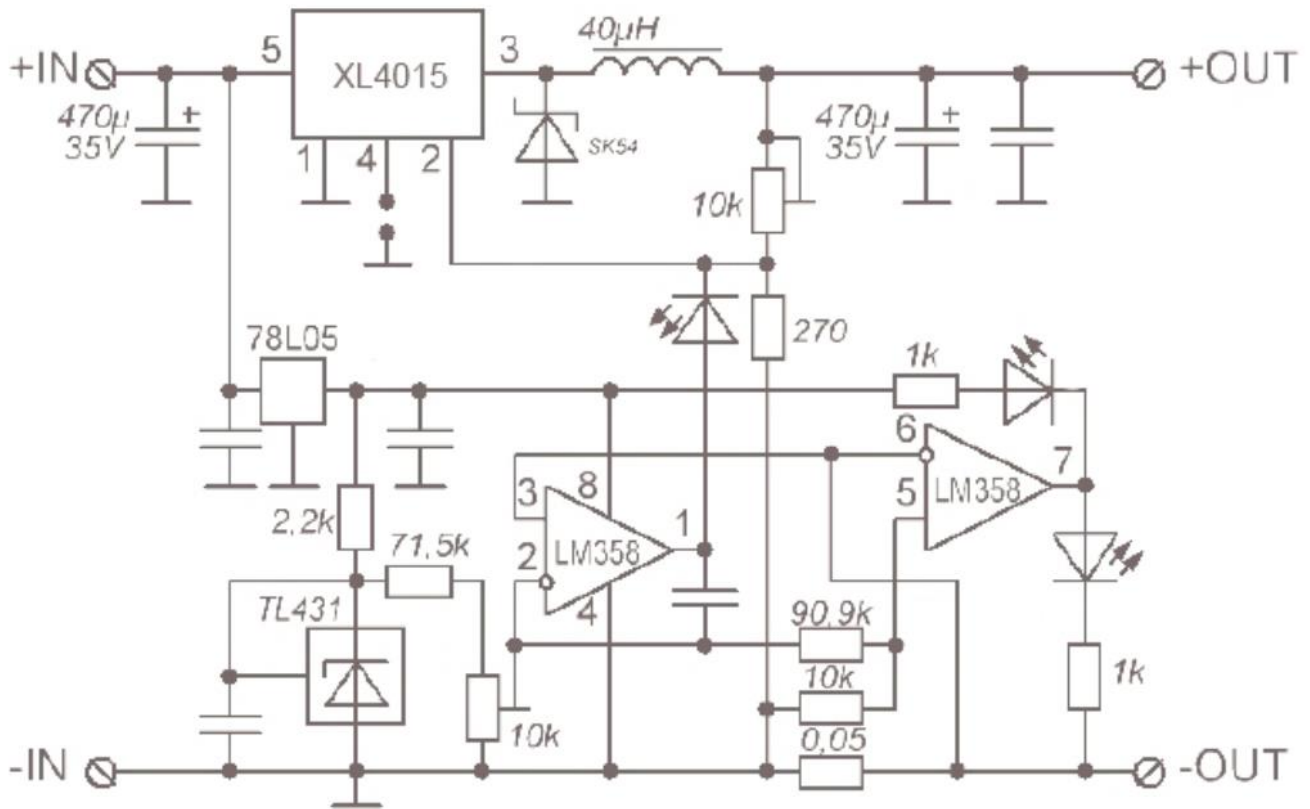 40µH
+IN
5
XL4015
3
+OUT
470µ
35V
1
4
2
SK54
10k
470µ
35V
78L05
270
1k
6
7
5
LM358
3
8
1
2
LM358
4
2,2k
71,5k
TL431
90,9k
10k
10k
0,05
1k
-IN
-OUT
+
+